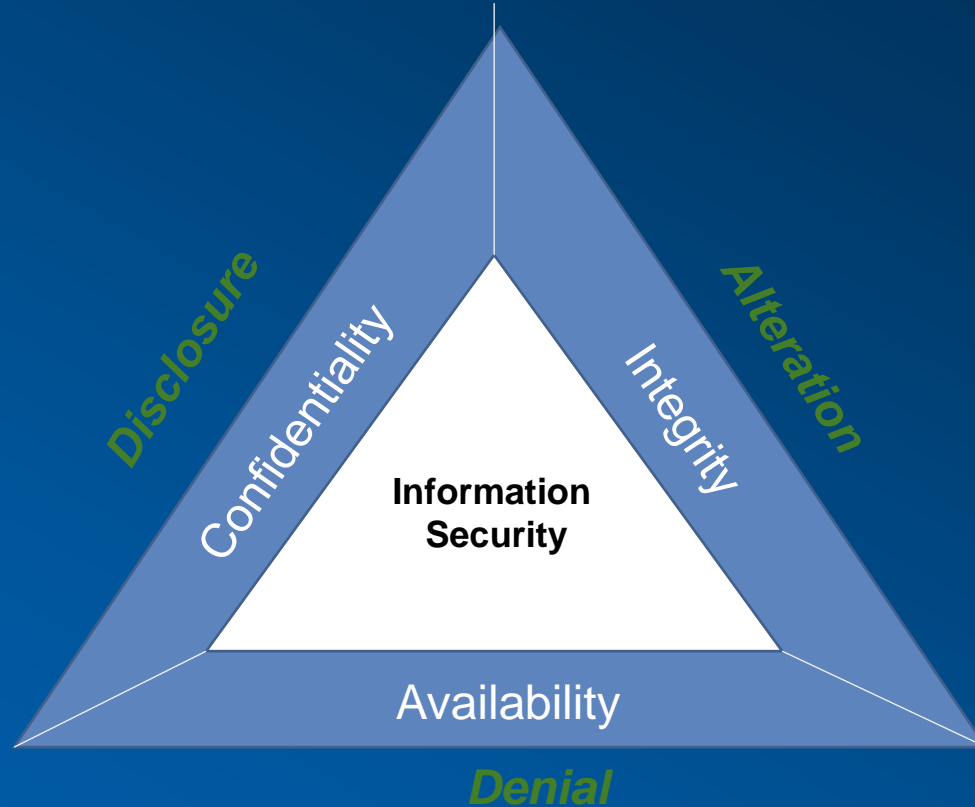 Disclosure
Alteration
Confidentiality
Integrity
Information
Security
Availability
Denial